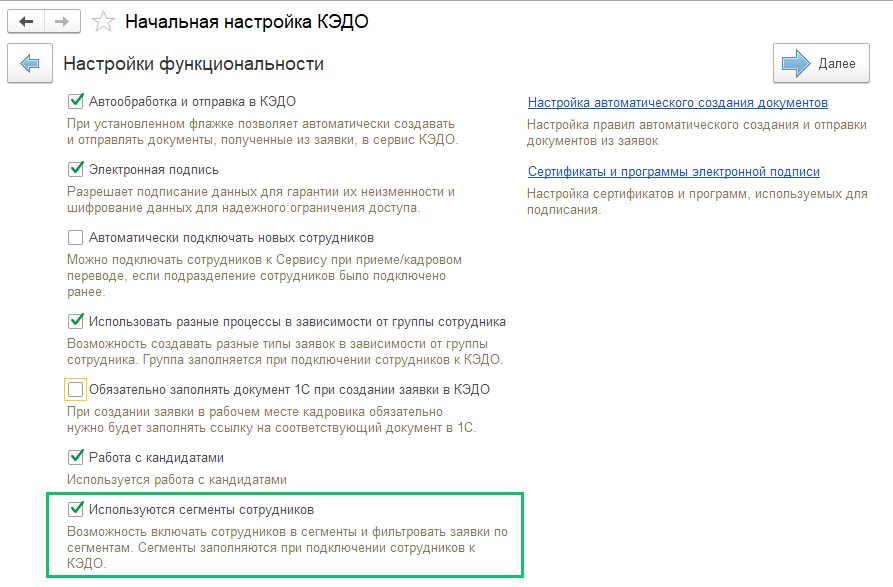 Начальная настройка КЭДО
Настройки функциональности
Далее
Автообработка и отправка в КЭДО
При установленном флажке позволяет автоматически создавать
и отправлять документы, полученные из заявки, в сервис КЭДО.
Электронная подпись
Разрешает подписание данных для гарантии их неизменности и
шифрование данных для надежного ограничения доступа.
Автоматически подключать новых сотрудников
Можно подключать сотрудников к Сервису при приеме/кадровом
переводе, если подразделение сотрудников было подключено
ранее.
Использовать разные процессы в зависимости от группы сотрудника
Возможность создавать разные типы заявок в зависимости от группы
сотрудника. Группа заполняется при подключении сотрудников к КЭДО.
Обязательно заполнять документ 1С при создании заявки в КЭДО
При создании заявки в рабочем месте кадровика обязательно
нужно будет заполнять ссылку на соответствующий документ в 1С.
Работа с кандидатами
Используется работа с кандидатами
Используются сегменты сотрудников
Возможность включать сотрудников в сегменты и фильтровать заявки по
сегментам. Сегменты заполняются при подключении сотрудников к
КЭДО.
Настройка автоматического создания документов
Настройка правил автоматического создания и отправки
документов из заявок
Сертификаты и программы электронной подписи
Настройка сертификатов и программ, используемых для
подписания.